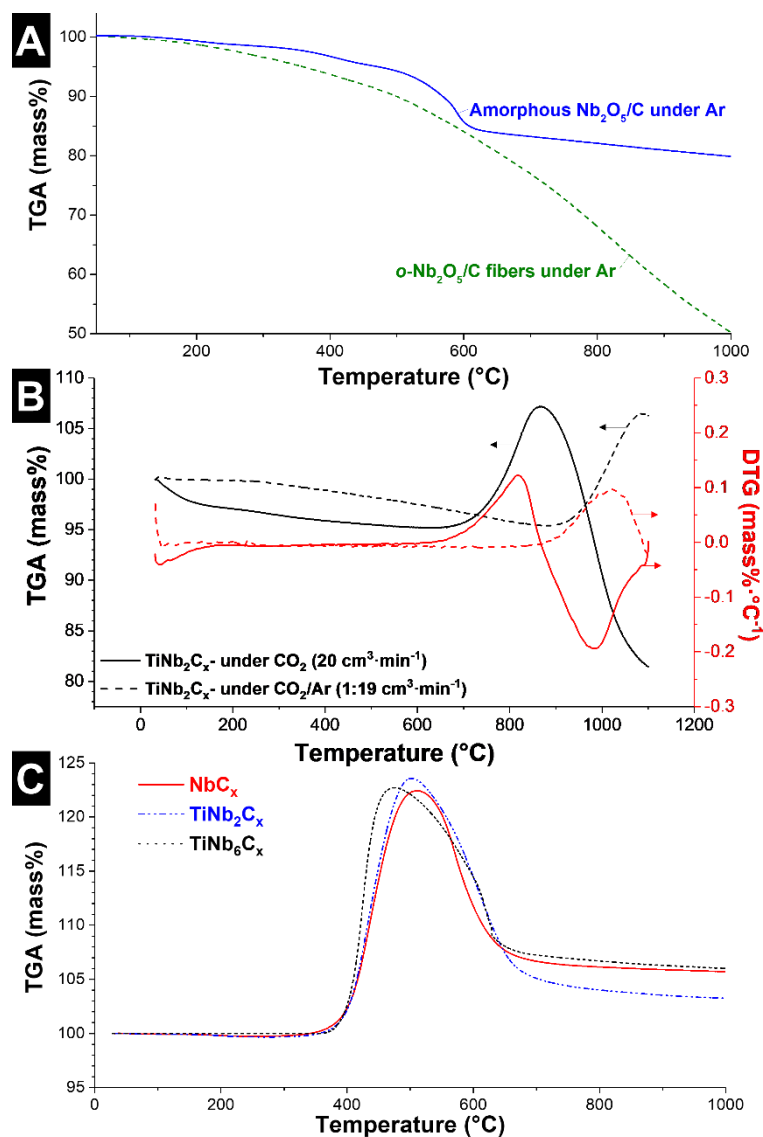 A
100
90
80
70
60
50
TGA (mass%)
Amorphous Nb₂O₅/C under Ar
o-Nb₂O₅/C fibers under Ar
200 400 600 800 1000
Temperature (°C)
B
110
105
100
95
90
85
80
TGA (mass%)
0.3
0.2
0.1
0.0
-0.1
-0.2
-0.3
DTG (mass%·°C⁻¹)
TiNb₂Cₓ- under CO₂ (20 cm³·min⁻¹)
TiNb₂Cₓ- under CO₂/Ar (1:19 cm³·min⁻¹)
0 200 400 600 800 1000 1200
Temperature (°C)
C
125
120
115
110
105
100
95
TGA (mass%)
NbCₓ
TiNb₂Cₓ
TiNb₆Cₓ
0 200 400 600 800 1000
Temperature (°C)